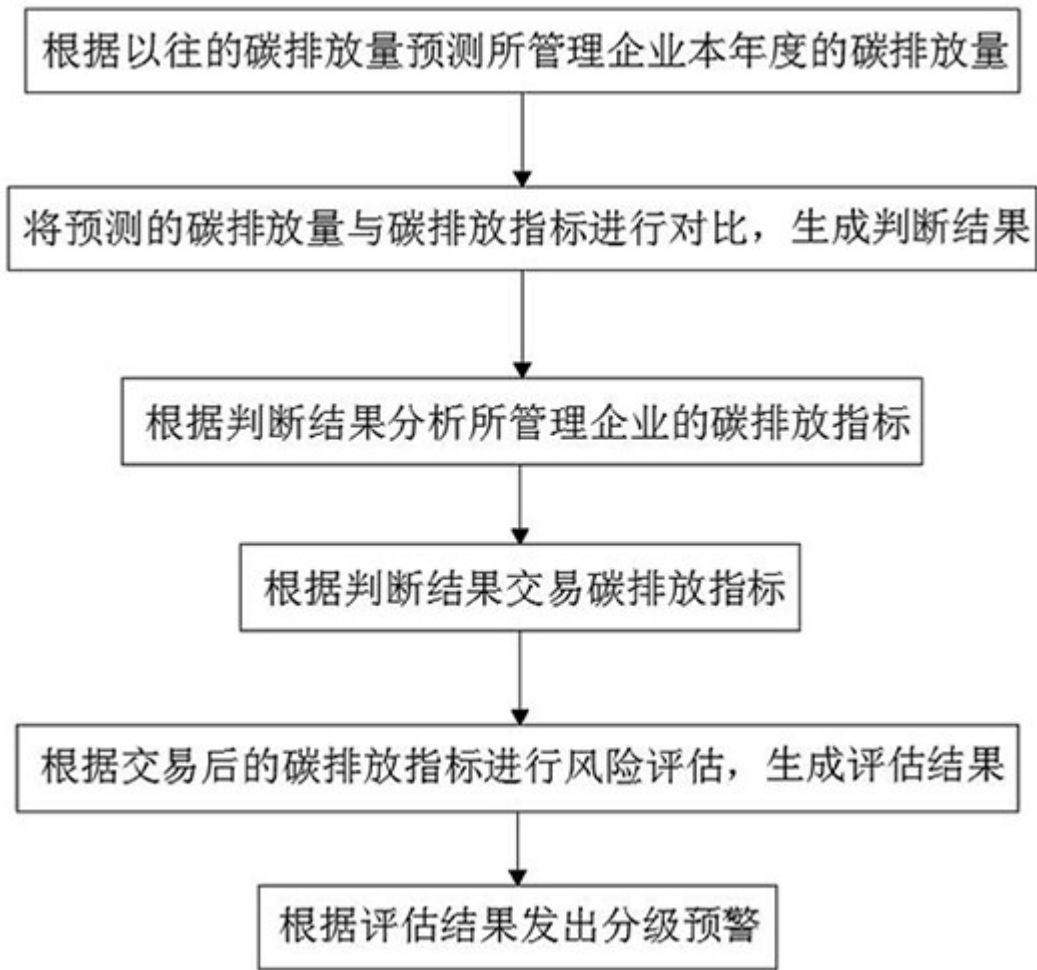 根据以往的碳排放量预测所管理企业本年度的碳排放量
将预测的碳排放量与碳排放指标进行对比，生成判断结果
根据判断结果分析所管理企业的碳排放指标
根据判断结果交易碳排放指标
根据交易后的碳排放指标进行风险评估，生成评估结果
根据评估结果发出分级预警